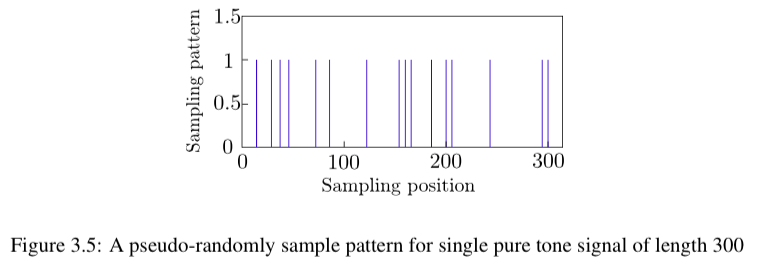 1.5
1
0.5
0
Sampling pattern
0 100 200 300
Sampling position
Figure 3.5: A pseudo-randomly sample pattern for single pure tone signal of length 300